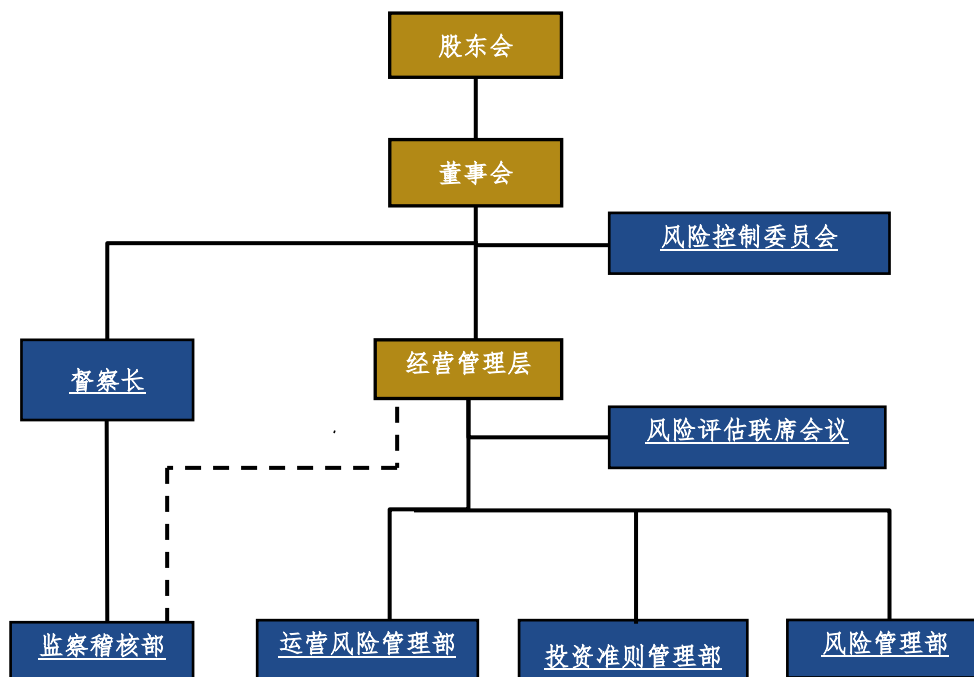 股东会
董事会
风险控制委员会
督察长
经营管理层
风险评估联席会议
监察稽核部
运营风险管理部
投资准则管理部
风险管理部